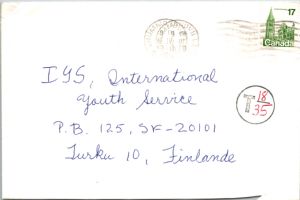 17
Canada
IYS, International
Youth Service
P.B. 125, SF-20101
Turku 10, Finlande
T 18/35